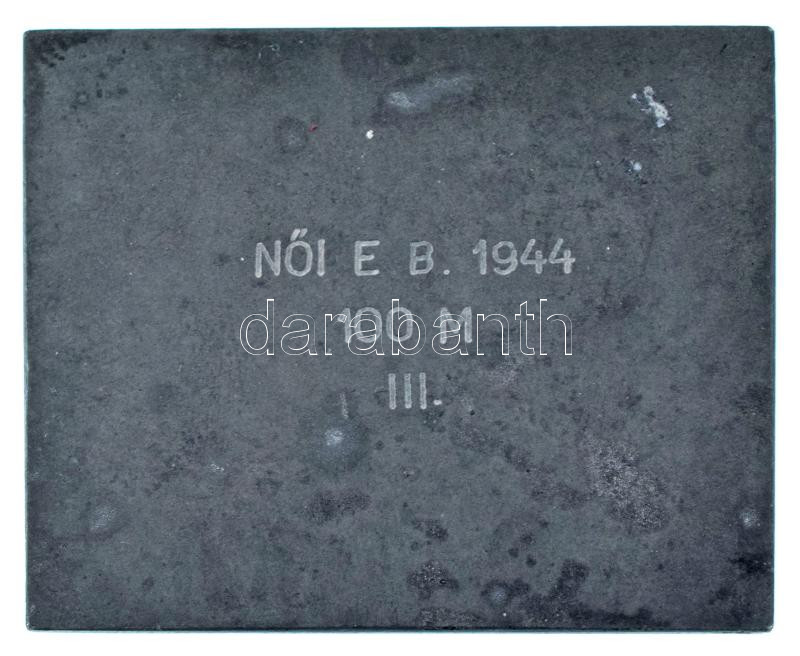 NŐI E B. 1944
100 M
darabanth
III.